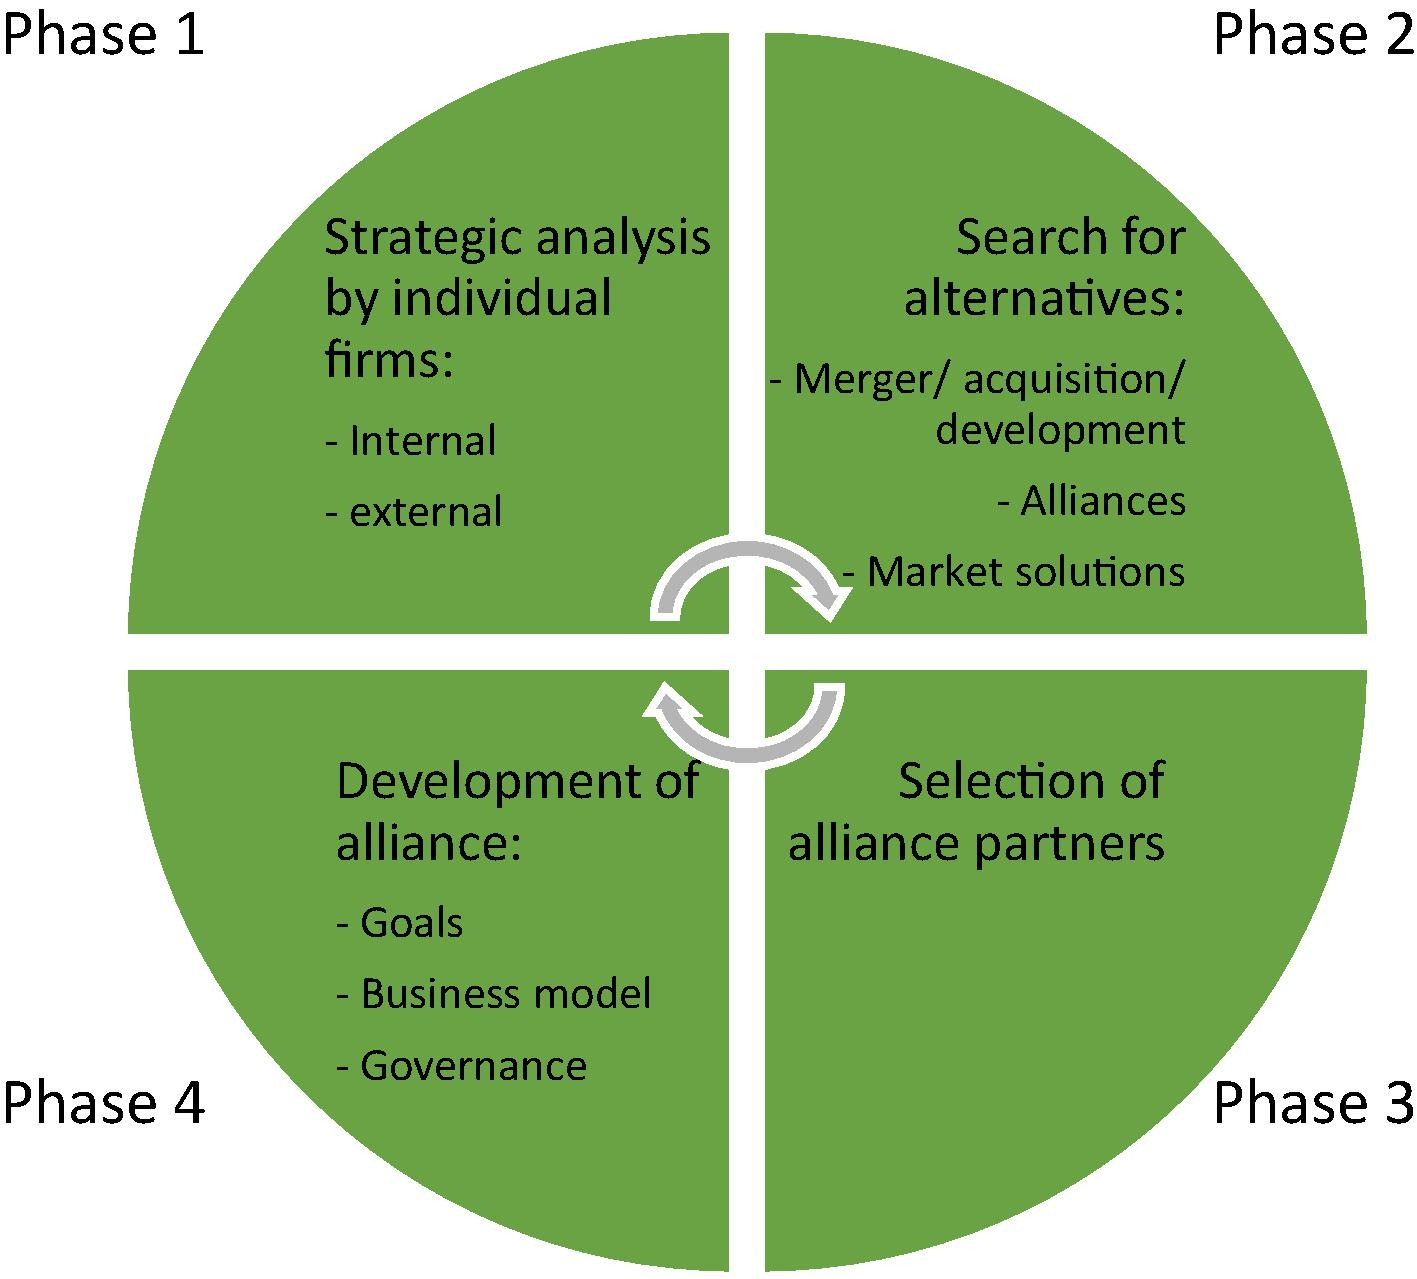 Phase 1
Phase 2
Strategic analysis
by individual
firms:
- Internal
- external
Search for
alternatives:
- Merger/ acquisition/
development
- Alliances
- Market solutions
Development of
alliance:
- Goals
- Business model
- Governance
Selection of
alliance partners
Phase 4
Phase 3